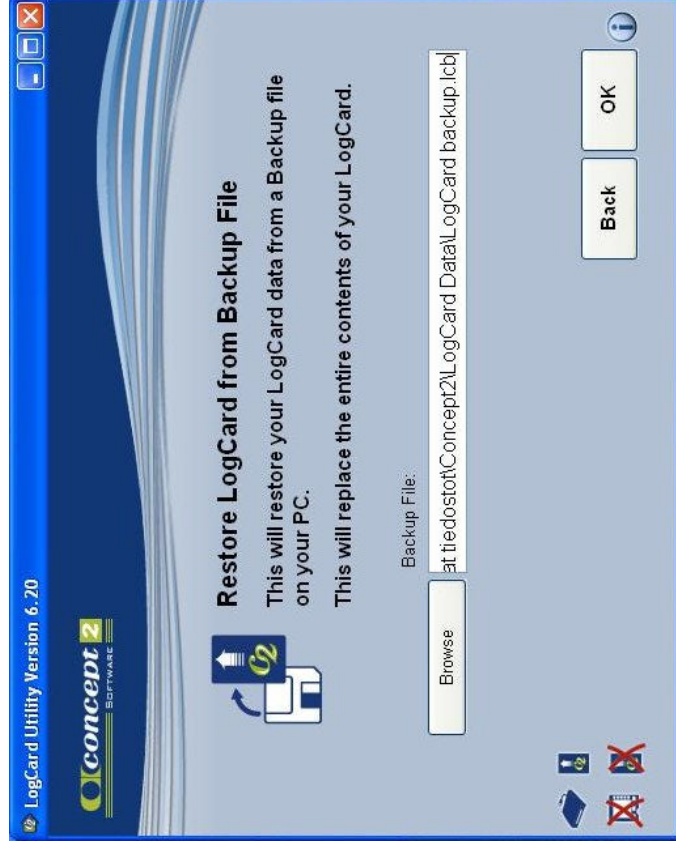 LogCard Utility Version 6.20
concept 2
SOFTWARE
Restore LogCard from Backup File
This will restore your LogCard data from a Backup file
on your PC.
This will replace the entire contents of your LogCard.
Backup File:
Browse
at tiedostot\Concept2\LogCard Data\LogCard backup.lcb
Back
OK